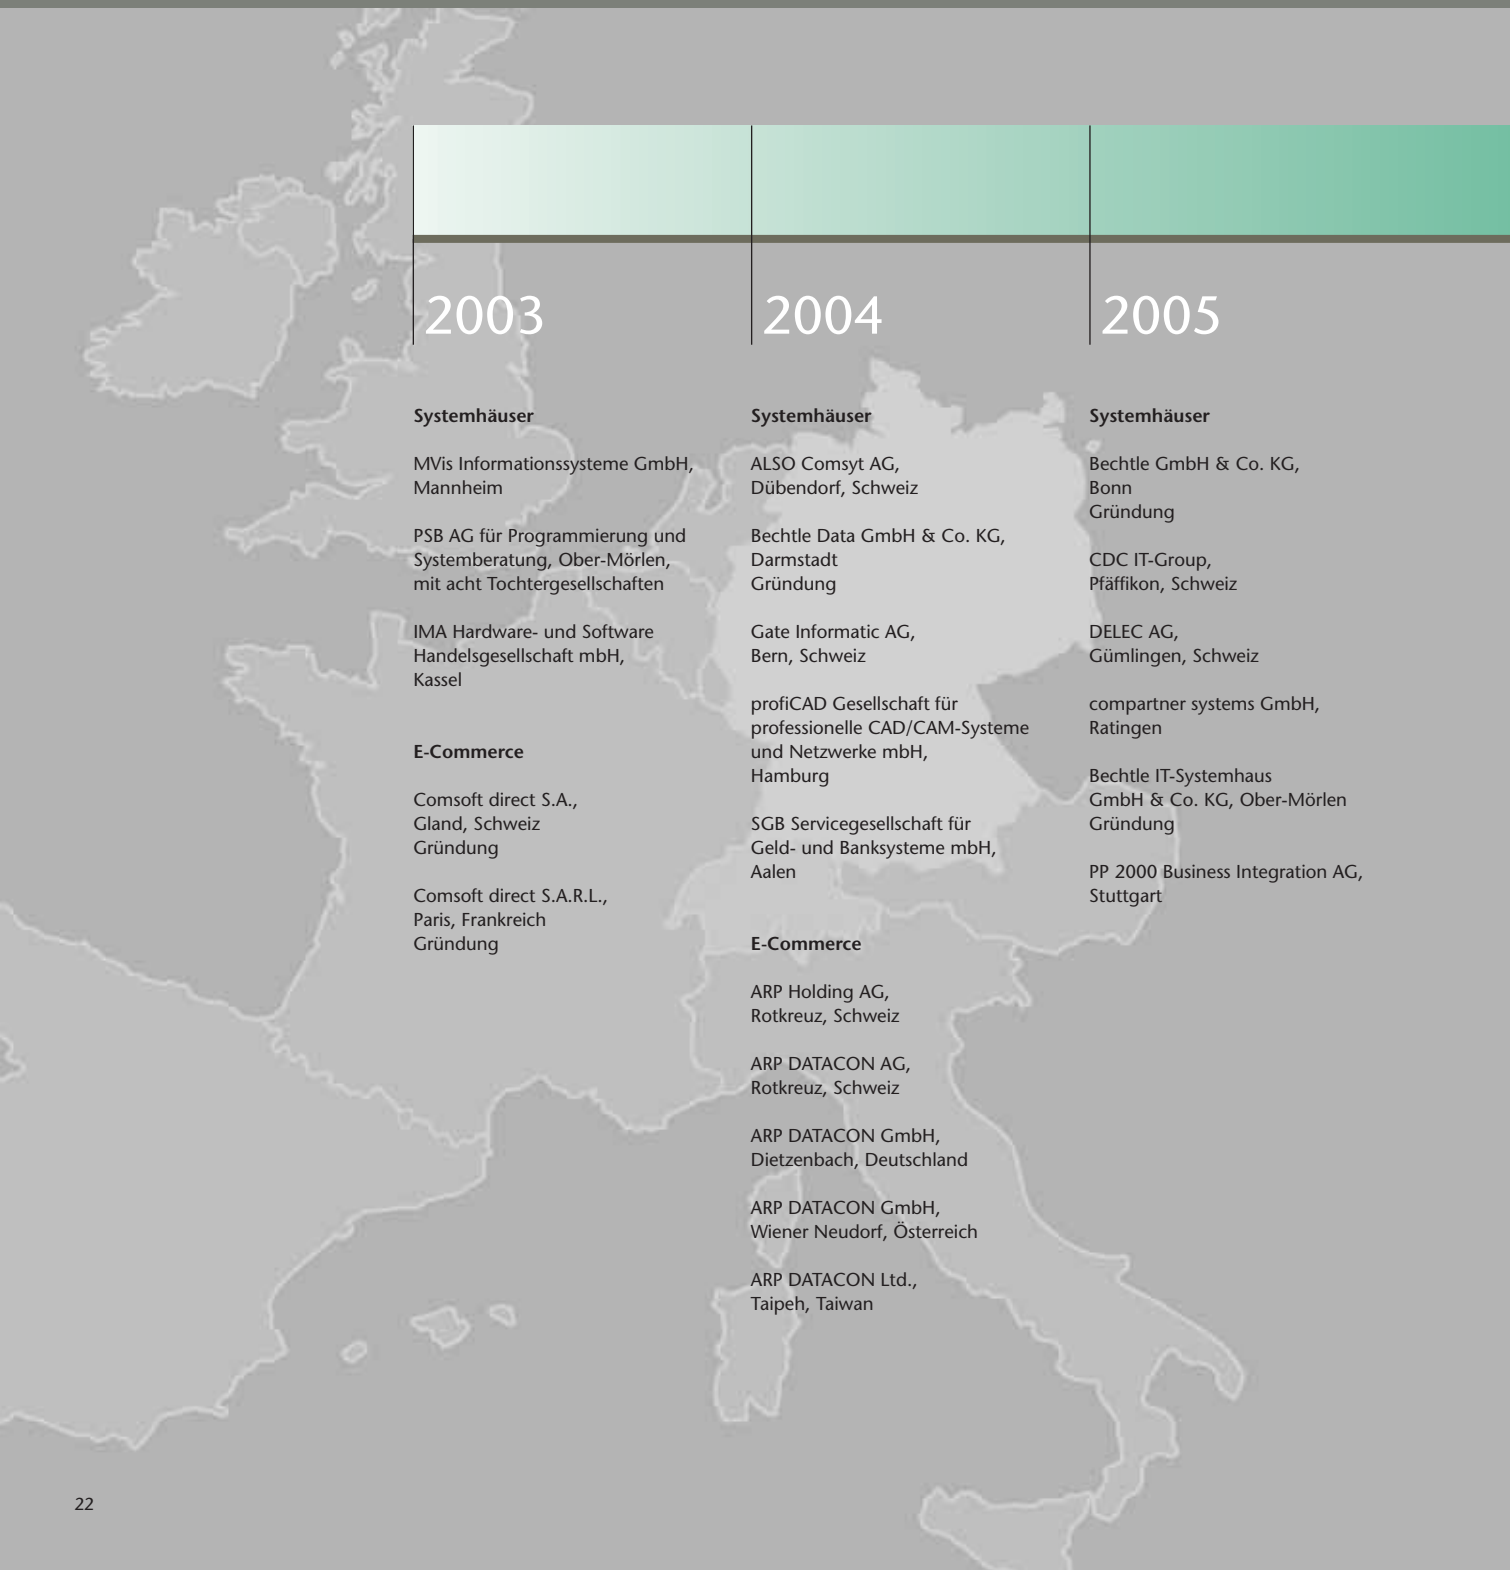 2003
Systemhäuser
MVis Informationssysteme GmbH,
Mannheim
PSB AG für Programmierung und
Systemberatung, Ober-Mörlen,
mit acht Tochtergesellschaften
IMA Hardware- und Software
Handelsgesellschaft mbH,
Kassel
E-Commerce
Comsoft direct S.A.,
Gland, Schweiz
Gründung
Comsoft direct S.A.R.L.,
Paris, Frankreich
Gründung
2004
Systemhäuser
ALSO Comsyt AG,
Dübendorf, Schweiz
Bechtle Data GmbH & Co. KG,
Darmstadt
Gründung
Gate Informatic AG,
Bern, Schweiz
profiCAD Gesellschaft für
professionelle CAD/CAM-Systeme
und Netzwerke mbH,
Hamburg
SGB Servicegesellschaft für
Geld- und Banksysteme mbH,
Aalen
E-Commerce
ARP Holding AG,
Rotkreuz, Schweiz
ARP DATACON AG,
Rotkreuz, Schweiz
ARP DATACON GmbH,
Dietzenbach, Deutschland
ARP DATACON GmbH,
Wiener Neudorf, Österreich
ARP DATACON Ltd.,
Taipeh, Taiwan
2005
Systemhäuser
Bechtle GmbH & Co. KG,
Bonn
Gründung
CDC IT-Group,
Pfäffikon, Schweiz
DELEC AG,
Gümlingen, Schweiz
compartner systems GmbH,
Ratingen
Bechtle IT-Systemhaus
GmbH & Co. KG, Ober-Mörlen
Gründung
PP 2000 Business Integration AG,
Stuttgart
22